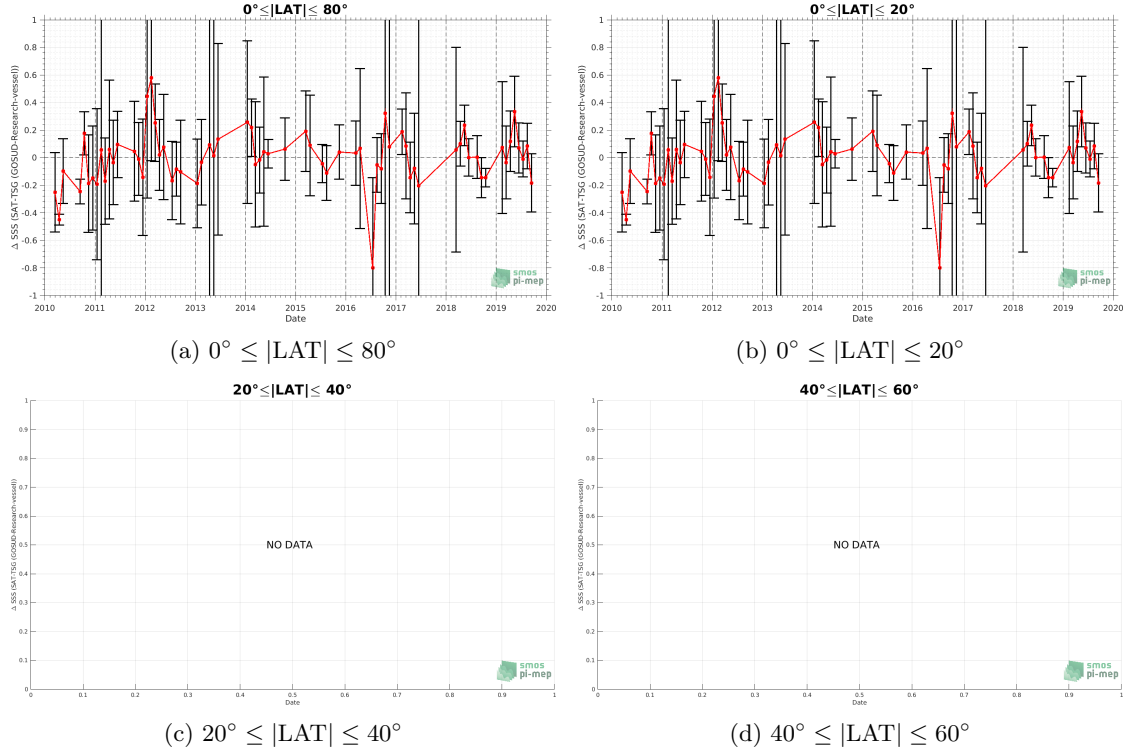 0°≤|LAT|≤ 80°
Δ SSS (SAT-TSG (GOSUD-Research-vessel))
1
0.8
0.6
0.4
0.2
0
-0.2
-0.4
-0.6
-0.8
-1
2010 2011 2012 2013 2014 2015 2016 2017 2018 2019 2020
Date
smos
pi-mep
(a) 0° ≤ |LAT| ≤ 80°
0°≤|LAT|≤ 20°
Δ SSS (SAT-TSG (GOSUD-Research-vessel))
1
0.8
0.6
0.4
0.2
0
-0.2
-0.4
-0.6
-0.8
-1
2010 2011 2012 2013 2014 2015 2016 2017 2018 2019 2020
Date
smos
pi-mep
(b) 0° ≤ |LAT| ≤ 20°
20°≤|LAT|≤ 40°
Δ SSS (SAT-TSG (GOSUD-Research-vessel))
1
0.9
0.8
0.7
0.6
0.5
0.4
0.3
0.2
0.1
0
NO DATA
0 0.1 0.2 0.3 0.4 0.5 0.6 0.7 0.8 0.9 1
Date
smos
pi-mep
(c) 20° ≤ |LAT| ≤ 40°
40°≤|LAT|≤ 60°
Δ SSS (SAT-TSG (GOSUD-Research-vessel))
1
0.9
0.8
0.7
0.6
0.5
0.4
0.3
0.2
0.1
0
NO DATA
0.1 0.2 0.3 0.4 0.5 0.6 0.7 0.8 0.9 1
Date
smos
pi-mep
(d) 40° ≤ |LAT| ≤ 60°